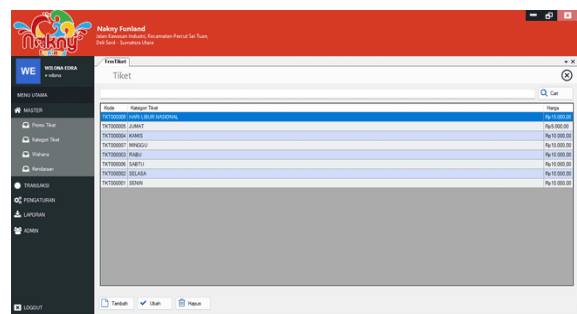 Nakny
Funland
Nakny Funland
Jalan Kawasan Industri, Kecamatan Percut Sei Tuan,
Deli Serd - Sumatera Utara
WE
WILONA EDRA
wilona
FrmTiket
Tiket
MENU UTAMA
MASTER
Promo Tiket
Kategori Tiket
Wahana
Kendaraan
TRANSAKSI
PENGATURAN
LAPORAN
ADMIN
LOGOUT
Cari
Kode Kategori Tiket Harga
TKT000008 HARI LIBUR NASIONAL Rp10.000,00
TKT000005 JUMAT Rp5.000,00
TKT000004 KAMIS Rp10.000,00
TKT000007 MINGGU Rp10.000,00
TKT000003 RABU Rp10.000,00
TKT000006 SABTU Rp10.000,00
TKT000002 SELASA Rp10.000,00
TKT000001 SENIN Rp10.000,00
Tambah Ubah Hapus